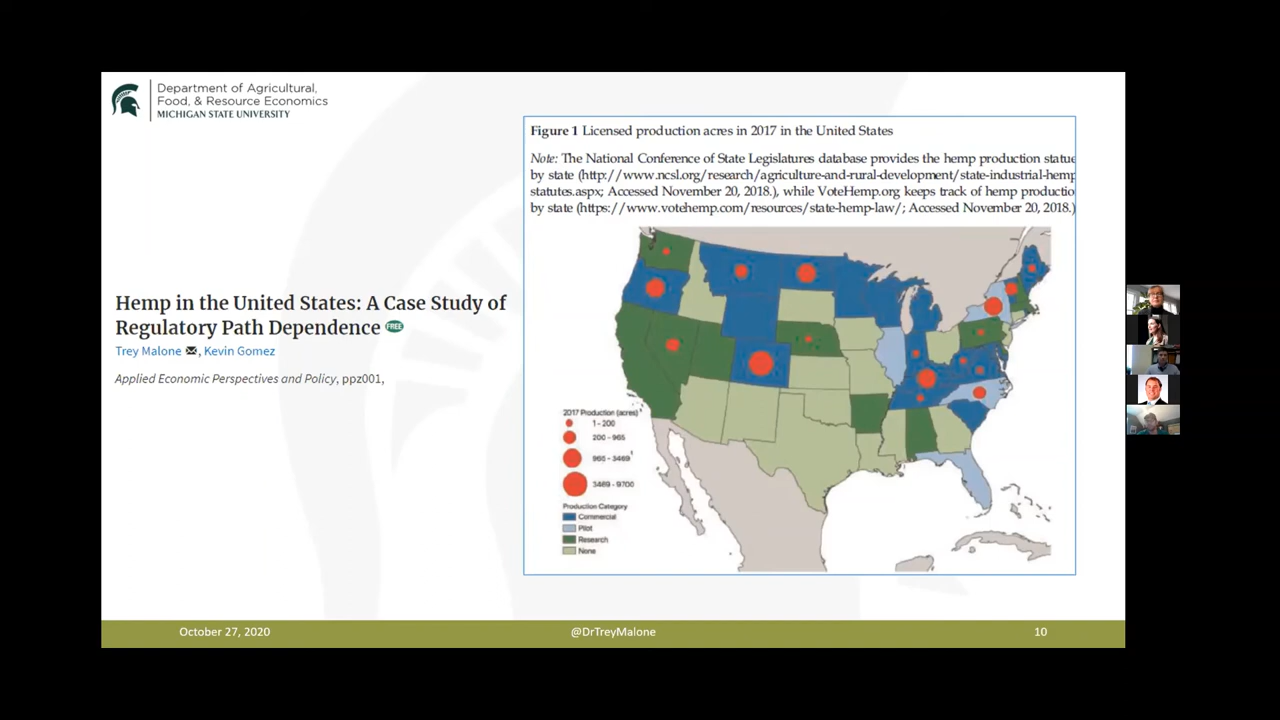 Department of Agricultural,
Food, & Resource Economics
MICHIGAN STATE UNIVERSITY
Hemp in the United States: A Case Study of
Regulatory Path Dependence FREE
Trey Malone , Kevin Gomez
Applied Economic Perspectives and Policy, ppz001,
Figure 1 Licensed production acres in 2017 in the United States
Note: The National Conference of State Legislatures database provides the hemp production statue
by state (http://www.ncsl.org/research/agriculture-and-rural-development/state-industrial-hemp
statutes.aspx; Accessed November 20, 2018.), while VoteHemp.org keeps track of hemp productio
by state (https://www.votehemp.com/resources/state-hemp-law/; Accessed November 20, 2018.)
2017 Production (acres)¹
1 - 200
200 - 965
965 - 3469¹
3469 - 9700
Production Category
Commercial
Pilot
Research
None
October 27, 2020
@DrTreyMalone
10